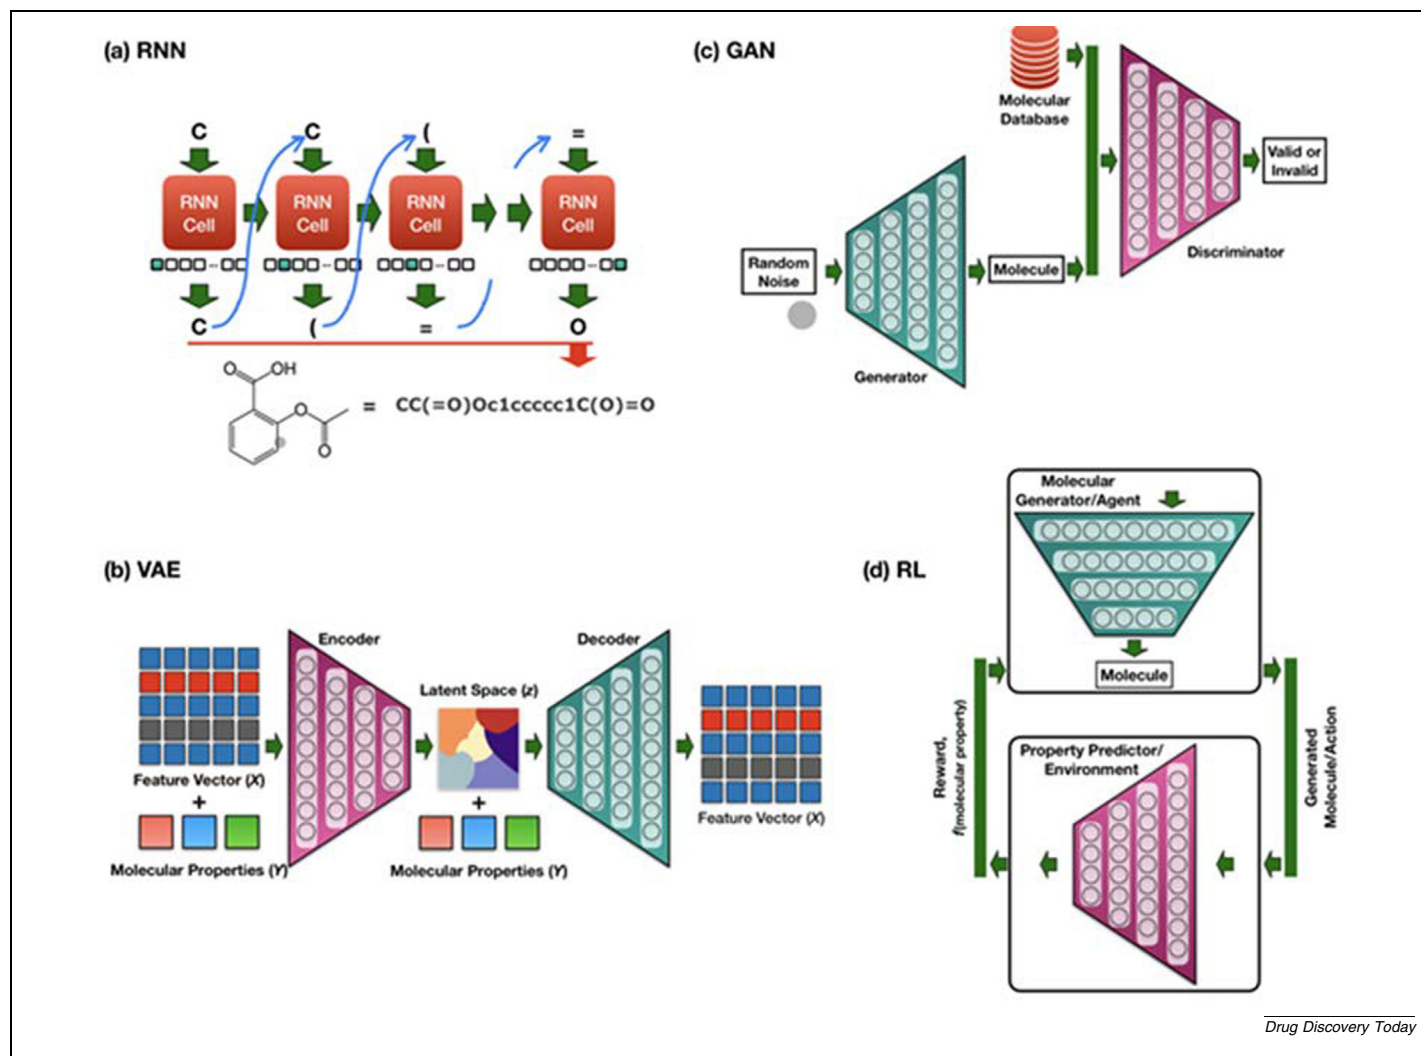 (a) RNN
C C ( =
RNN RNN RNN RNN
Cell Cell Cell Cell
C ( = O
O OH
O
O
= CC(=O)Oc1ccccc1C(O)=O
(b) VAE
Encoder
Decoder
Latent Space (z)
Feature Vector (X)
+
Molecular Properties (Y)
+
Molecular Properties (Y)
Feature Vector (X)
(c) GAN
Molecular
Database
Valid or
Invalid
Discriminator
Random
Noise
Molecule
Generator
(d) RL
Molecular
Generator/Agent
Molecule
Reward,
f(molecular property)
Generated
Molecule/Action
Property Predictor/
Environment
Drug Discovery Today